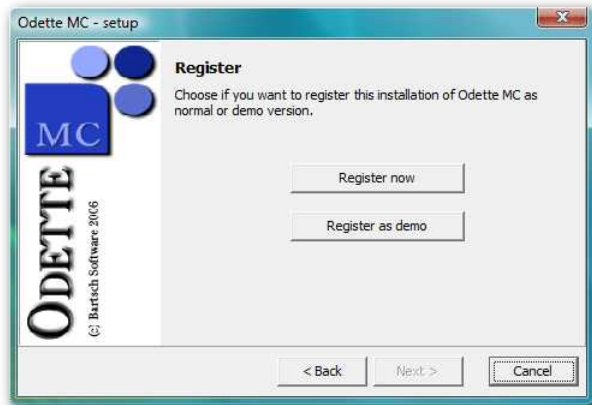 Odette MC - setup
MC
ODETTE
(c) Bartsch Software 2006
Register
Choose if you want to register this installation of Odette MC as
normal or demo version.
Register now
Register as demo
< Back
Next >
Cancel